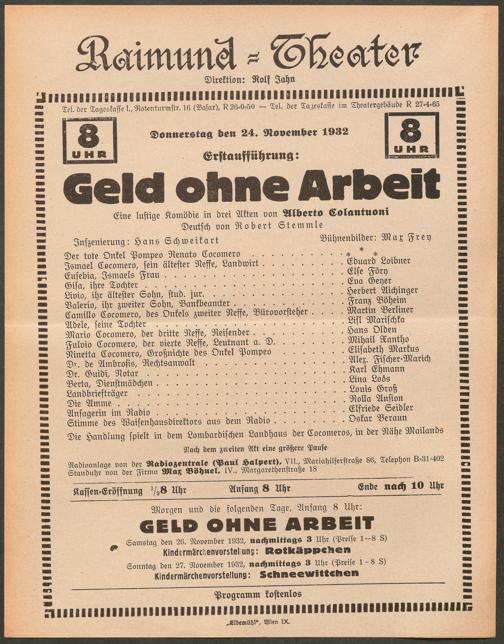 Raimund-Theater
Direktion: Rolf Jahn
Tel. der Tageskasse I., Rotenturmstr. 16 (Basar), R 26-0-50 — Tel. der Tageskasse im Theatergebäude R 27-4-65
8 UHR
Donnerstag den 24. November 1932
8 UHR
Erstaufführung:
Geld ohne Arbeit
Eine lustige Komödie in drei Akten von Alberto Colantuoni
Deutsch von Robert Stemmle
Inszenierung: Hans Schweikart Bühnenbilder: Max Frey
Der tote Onkel Pompeo Renato Cocomero . . . * * *
Ismael Cocomero, sein ältester Neffe, Landwirt . . . Eduard Loibner
Eusebia, Ismaels Frau . . . Else Föry
Gisa, ihre Tochter . . . Eva Geyer
Livio, ihr ältester Sohn, stud. jur. . . . Herbert Aichinger
Valerio, ihr zweiter Sohn, Bankbeamter . . . Franz Böheim
Camillo Cocomero, des Onkels zweiter Neffe, Bürovorsteher . . . Martin Berliner
Adele, seine Tochter . . . Lisl Marischka
Mario Cocomero, der dritte Neffe, Reisender . . . Hans Olden
Fulvio Cocomero, der vierte Neffe, Leutnant a. D. . . . Mihail Xantho
Ninetta Cocomero, Großnichte des Onkel Pompeo . . . Elisabeth Markus
Dr. de Ambrosis, Rechtsanwalt . . . Alex. Fischer-Marich
Dr. Guidi, Notar . . . Karl Ehmann
Berta, Dienstmädchen . . . Lina Loos
Landbriefträger . . . Louis Groß
Die Amme . . . Rolla Anston
Ansagerin im Radio . . . Elfriede Seidler
Stimme des Waisenhausdirektors aus dem Radio . . . Oskar Beraun
Die Handlung spielt in dem Lombardischen Landhaus der Cocomeros, in der Nähe Mailands
Nach dem zweiten Akt eine größere Pause
Radioanlage von der Radiozentrale (Paul Halpert), VII., Mariahilferstraße 86, Telephon B-31-402
Standuhr von der Firma Max Böhnel, IV., Margarethenstraße 18
Kassen-Eröffnung ½8 Uhr Anfang 8 Uhr Ende nach 10 Uhr
Morgen und die folgenden Tage, Anfang 8 Uhr:
GELD OHNE ARBEIT
Samstag den 26. November 1932, nachmittags 3 Uhr (Preise 1–8 S)
Kindermärchenvorstellung: Rotkäppchen
Sonntag den 27. November 1932, nachmittags 3 Uhr (Preise 1-8 S)
Kindermärchenvorstellung: Schneewittchen
Programm kostenlos
„Eldemühl“, Wien IX.